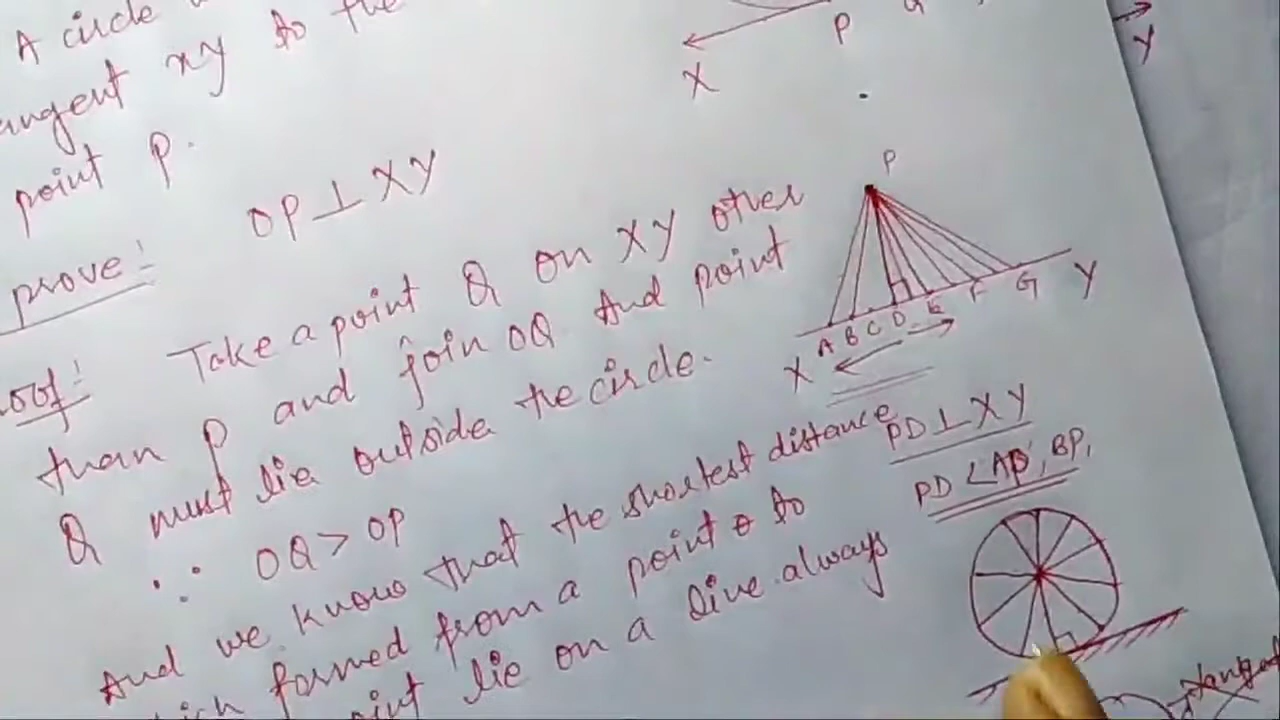 A circle
tangent xy to the
point P.
OP ⊥ XY
prove!
Proof! Take a point Q on XY other
than P and join OQ And point
Q must lie outside the circle.
∴ OQ > OP
And we know that the shortest distance
which formed from a point to
point lie on a line always
X P Y
P
A B C D E F G Y
X
PD ⊥ XY
PD < AP, BP,